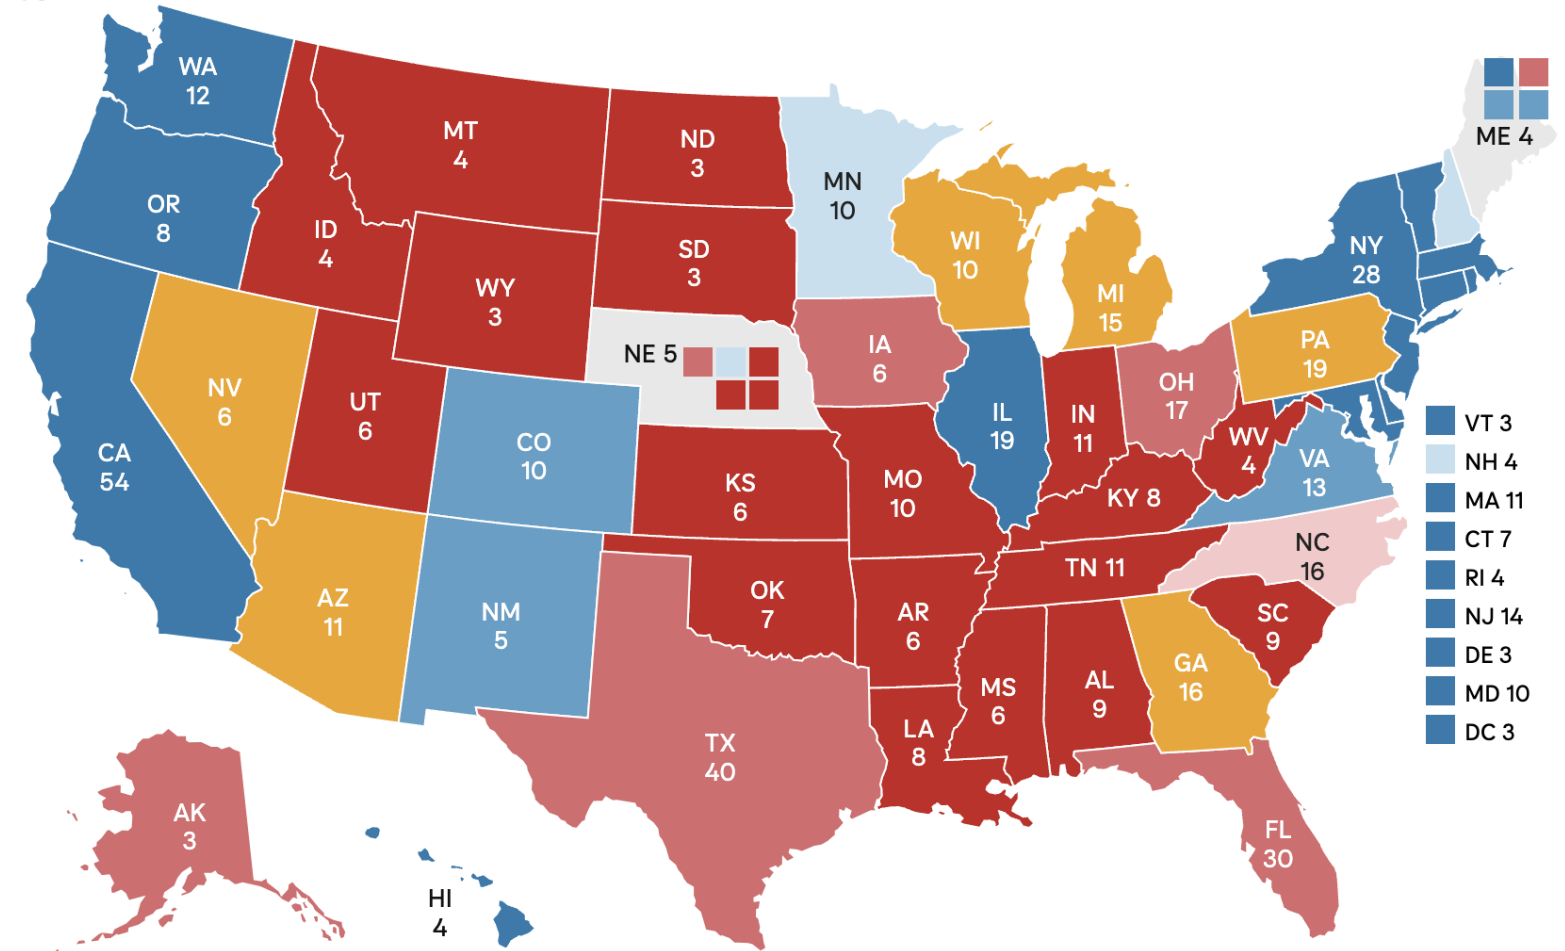 WA
12
MT
4
ND
3
MN
10
ME 4
OR
8
ID
4
SD
3
WI
10
NY
28
WY
3
MI
15
NE 5
IA
6
PA
19
OH
17
NV
6
UT
6
IL
19
IN
11
VT 3
CO
10
WV
4
VA
13
NH 4
CA
54
KS
6
MO
10
KY 8
MA 11
NC
16
CT 7
TN 11
RI 4
AZ
11
NM
5
OK
7
AR
6
SC
9
NJ 14
DE 3
GA
16
MS
6
AL
9
MD 10
LA
8
DC 3
TX
40
AK
3
FL
30
HI
4